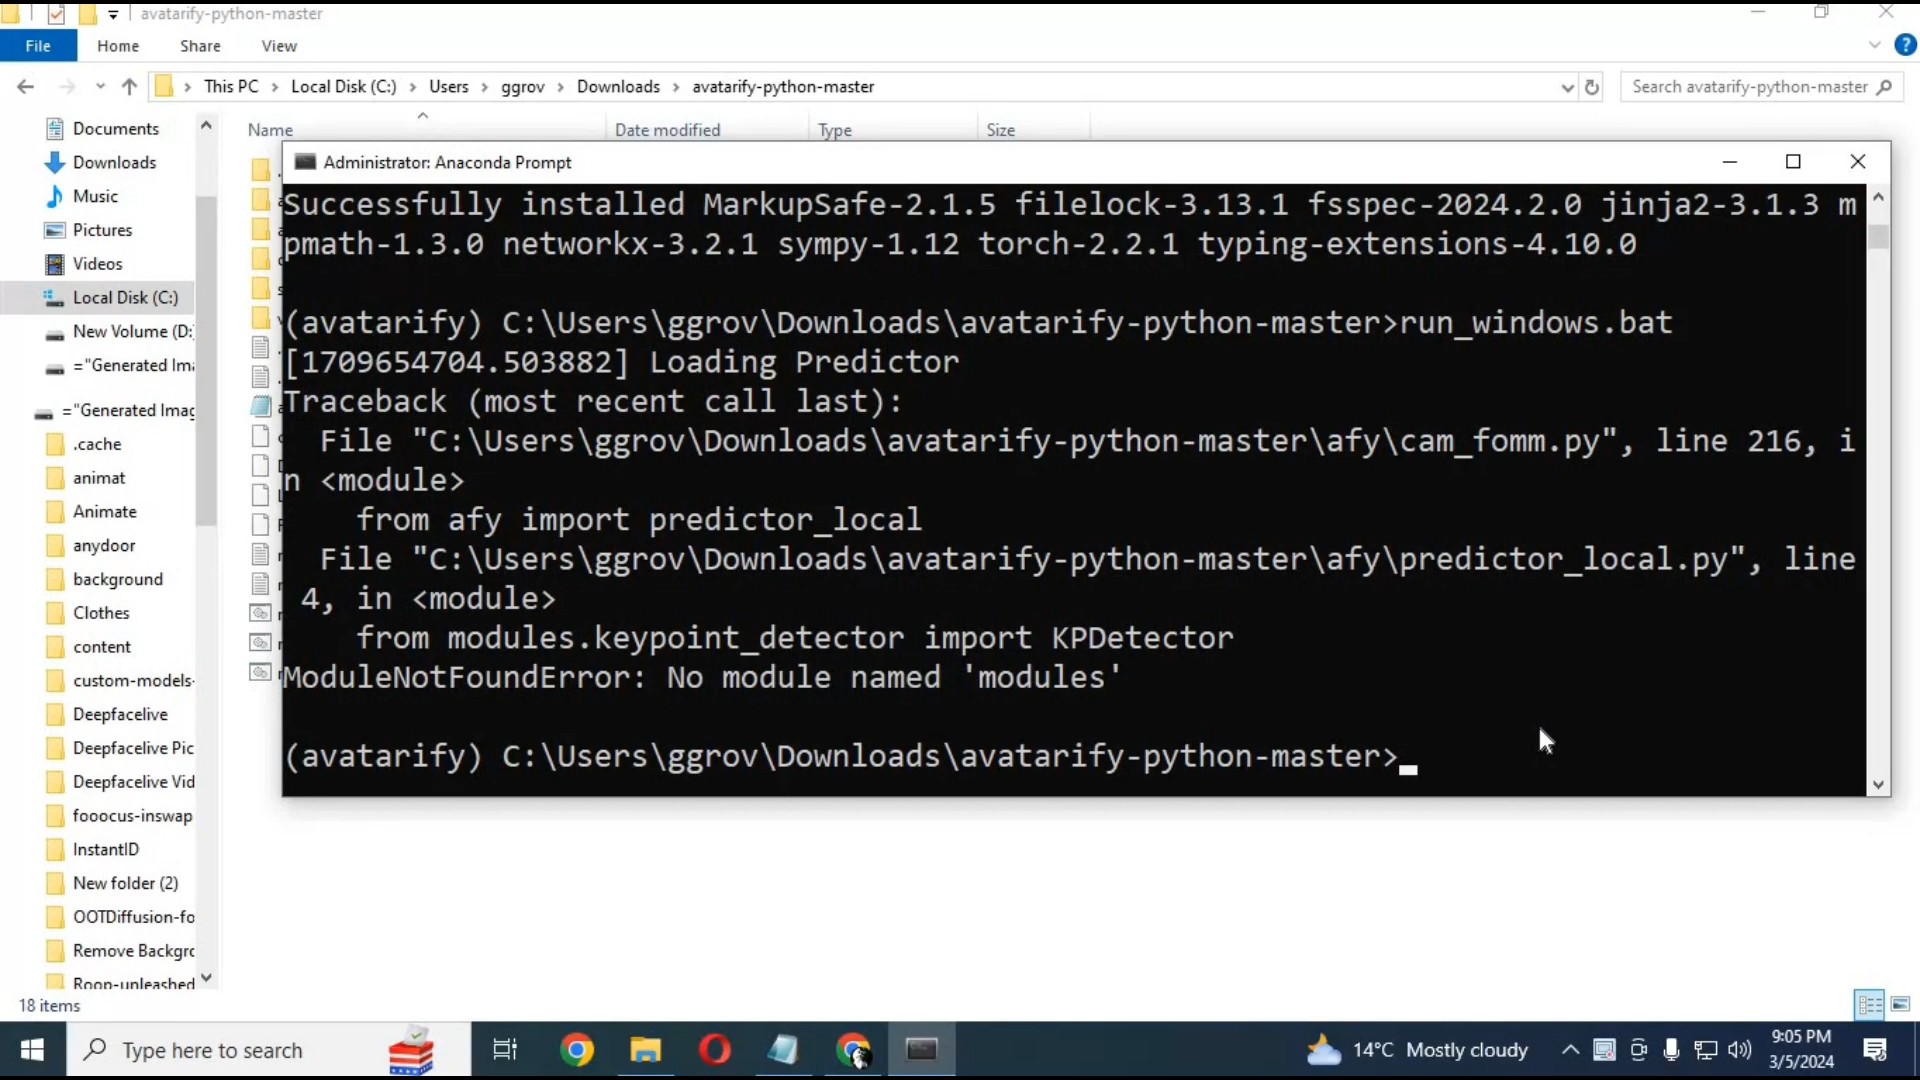 avatarify-python-master
File Home Share View
This PC Local Disk (C:) Users ggrov Downloads avatarify-python-master
Search avatarify-python-master
Name Date modified Type Size
Documents
Downloads
Music
Pictures
Videos
Local Disk (C:)
New Volume (D:
="Generated Ima
="Generated Imag
.cache
animat
Animate
anydoor
background
Clothes
content
custom-models-
Deepfacelive
Deepfacelive Pic
Deepfacelive Vid
fooocus-inswap
InstantID
New folder (2)
OOTDiffusion-fo
Remove Backgro
Roop-unleashed
18 items
Administrator: Anaconda Prompt
Successfully installed MarkupSafe-2.1.5 filelock-3.13.1 fsspec-2024.2.0 jinja2-3.1.3 m
pmath-1.3.0 networkx-3.2.1 sympy-1.12 torch-2.2.1 typing-extensions-4.10.0
(avatarify) C:\Users\ggrov\Downloads\avatarify-python-master>run_windows.bat
[1709654704.503882] Loading Predictor
Traceback (most recent call last):
File "C:\Users\ggrov\Downloads\avatarify-python-master\afy\cam_fomm.py", line 216, i
n <module>
from afy import predictor_local
File "C:\Users\ggrov\Downloads\avatarify-python-master\afy\predictor_local.py", line
4, in <module>
from modules.keypoint_detector import KPDetector
ModuleNotFoundError: No module named 'modules'
(avatarify) C:\Users\ggrov\Downloads\avatarify-python-master>
Type here to search
14°C Mostly cloudy
9:05 PM
3/5/2024